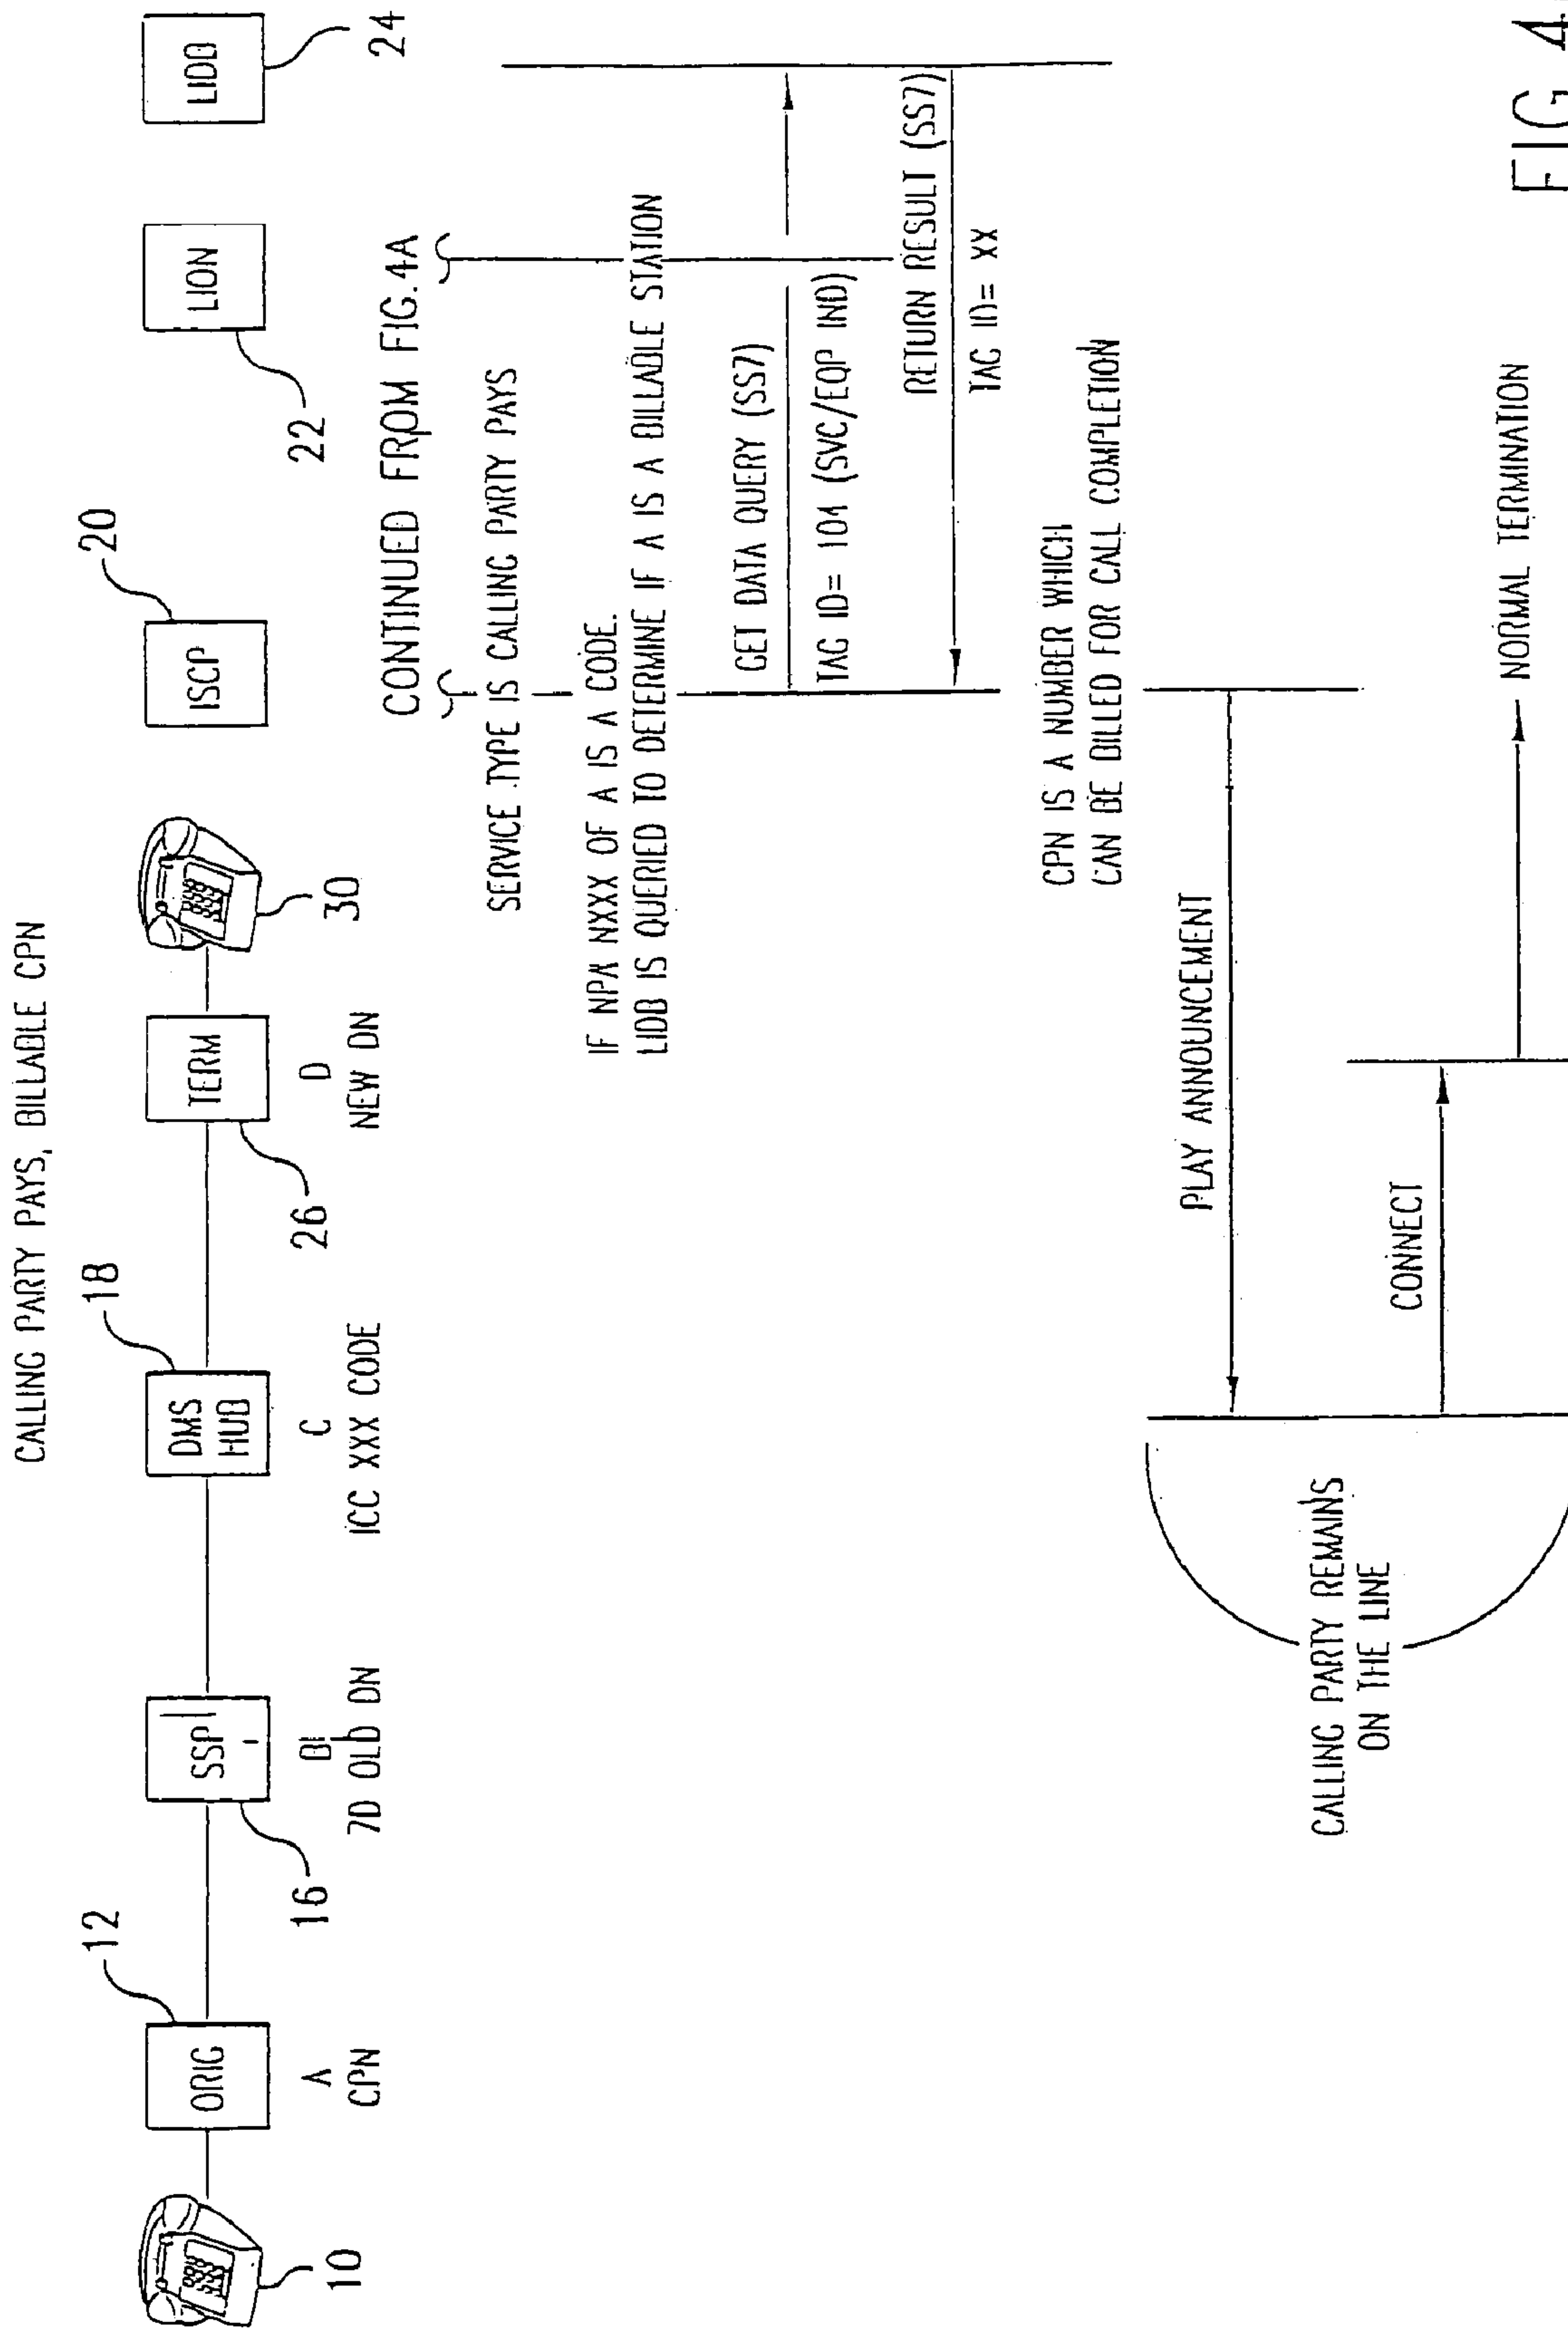 CALLING PARTY PAYS, BILLABLE CPN
12
18
20
ORIG
SSP
DMS
HUB
TERM
ISCP
LION
LIDB
10
A
CPN
16
B
7D OLD DN
C
ICC XXX CODE
26
D
NEW DN
30
22
24
CONTINUED FROM FIG.4A
SERVICE TYPE IS CALLING PARTY PAYS
IF NPA NXXX OF A IS A CODE.
LIDB IS QUERIED TO DETERMINE IF A IS A BILLABLE STATION
GET DATA QUERY (SS7)
TAG ID= 104 (SVC/EQP IND)
RETURN RESULT (SS7)
TAG ID= XX
CPN IS A NUMBER WHICH
CAN BE BILLED FOR CALL COMPLETION
PLAY ANNOUNCEMENT
CALLING PARTY REMAINS
ON THE LINE
CONNECT
NORMAL TERMINATION
FIG 4